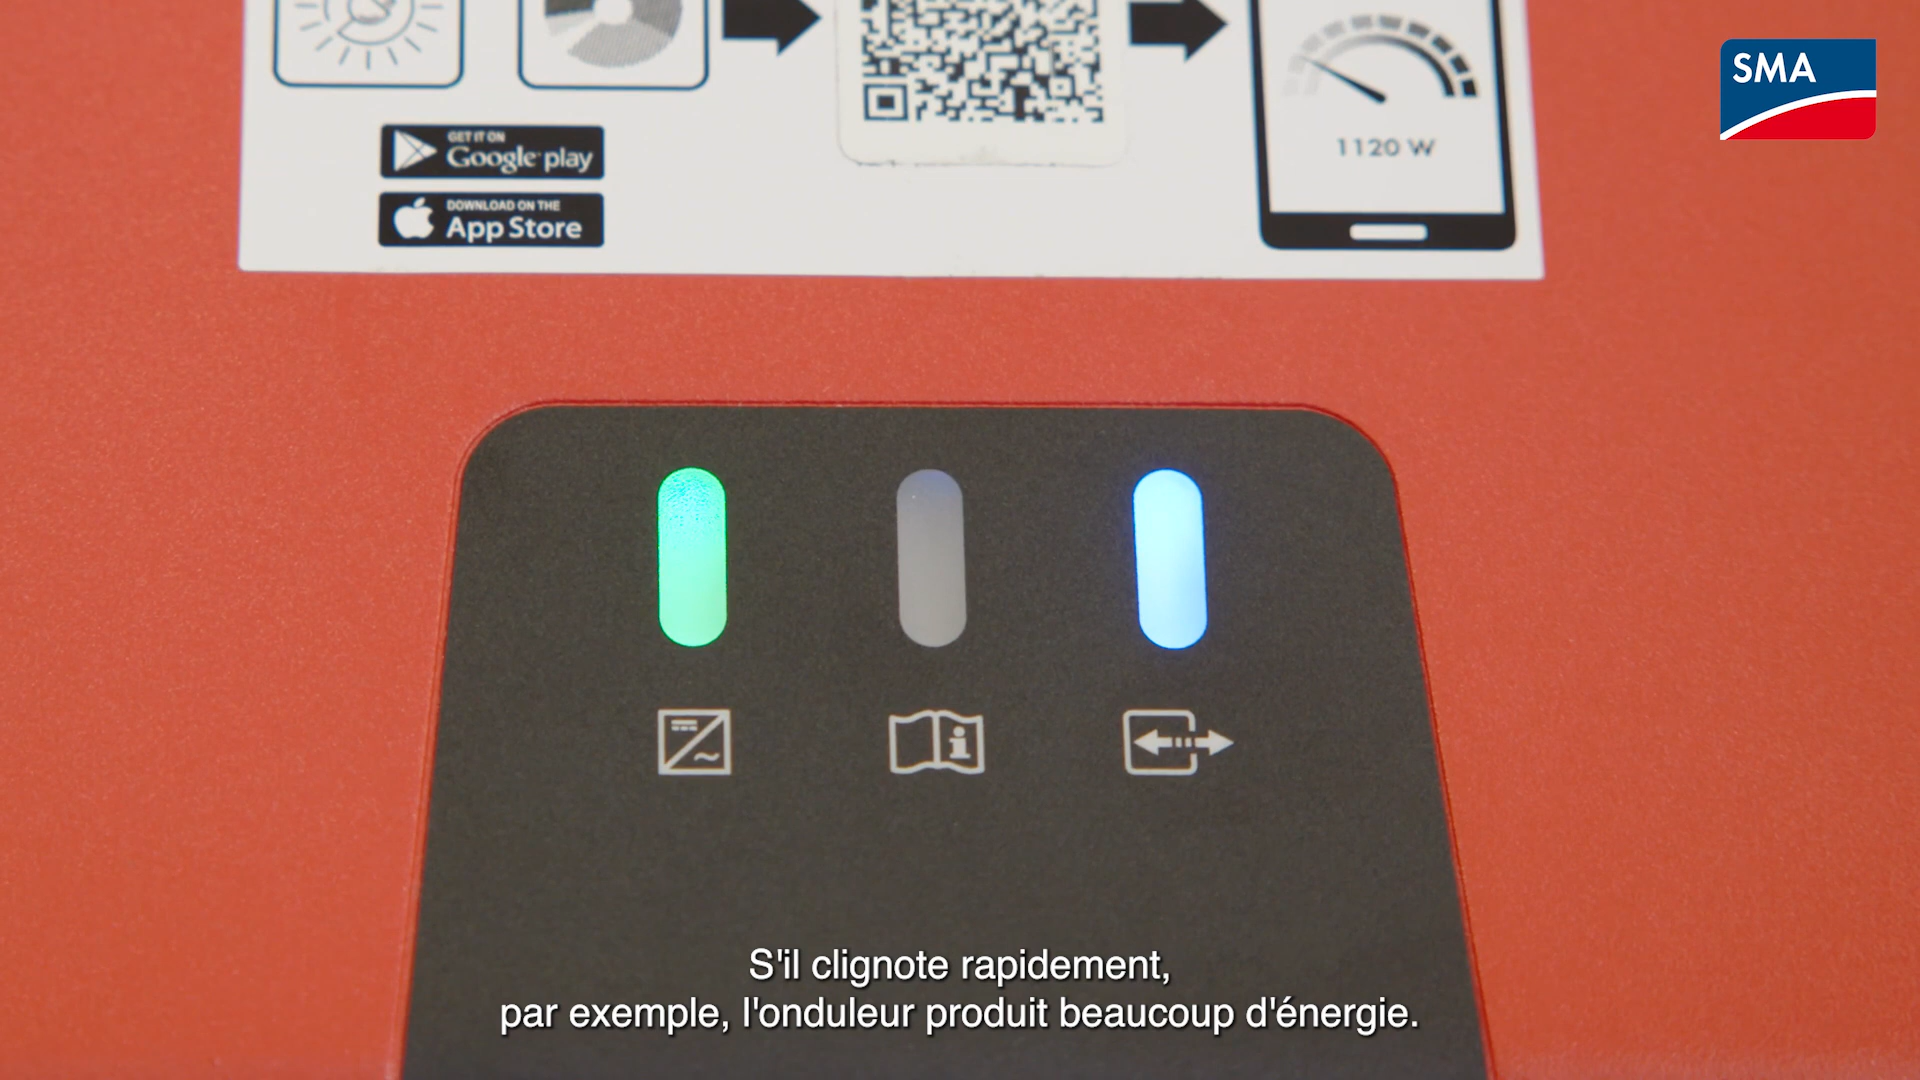 SMA
GET IT ON
Google play
DOWNLOAD ON THE
App Store
1120 W
S'il clignote rapidement,
par exemple, l'onduleur produit beaucoup d'énergie.